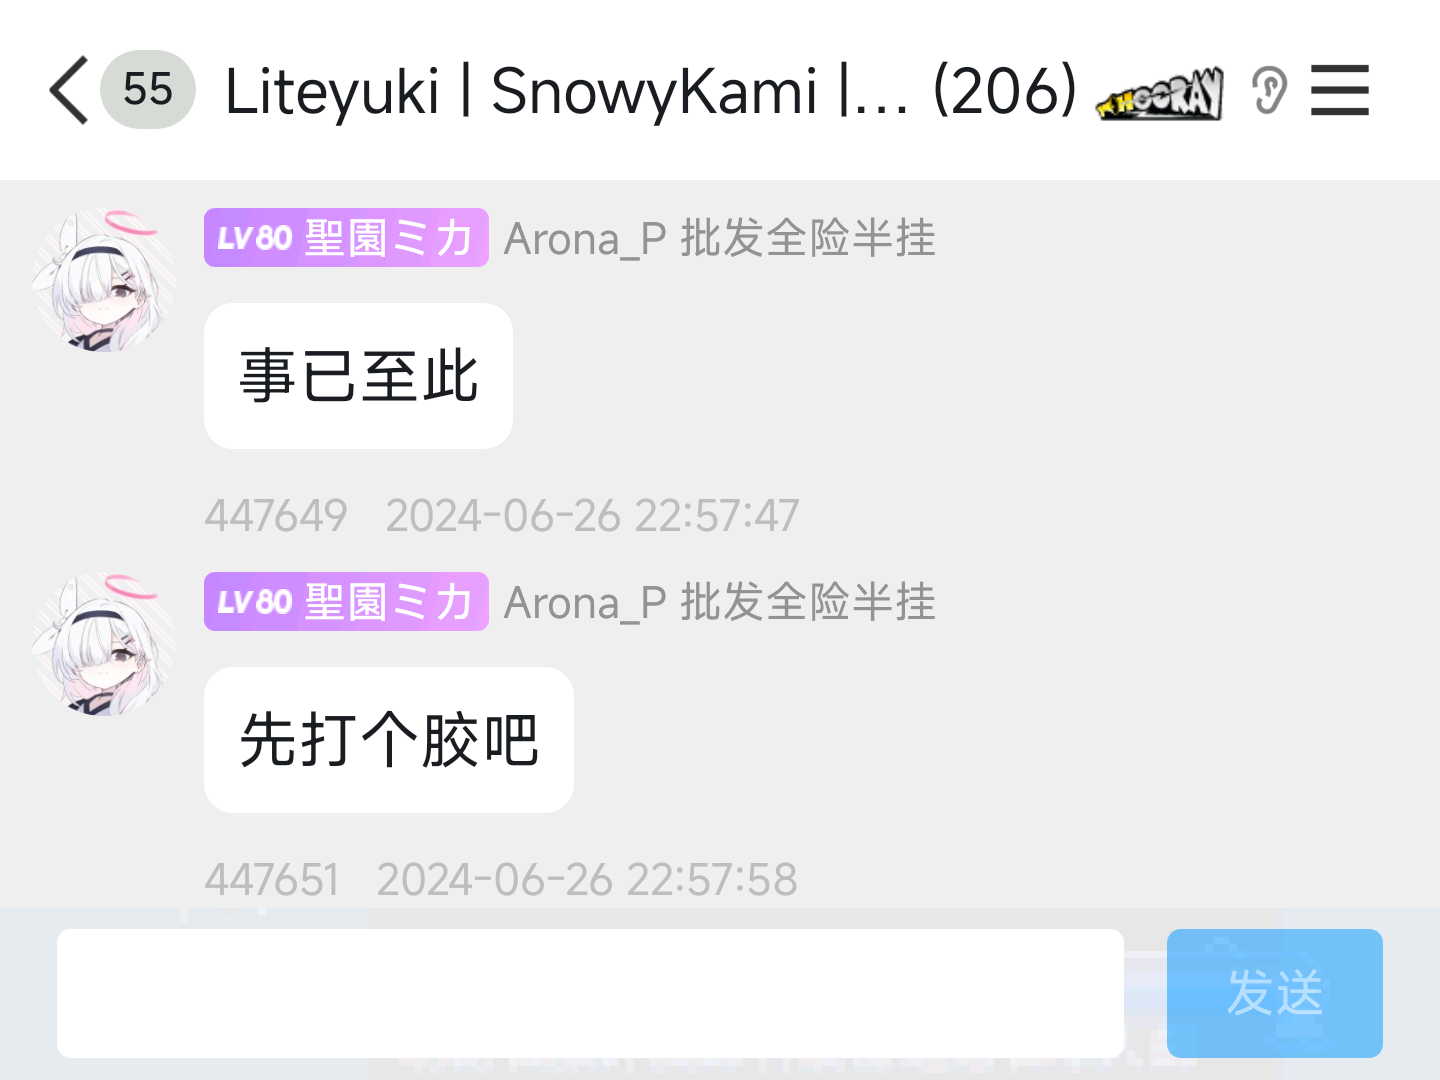 55 Liteyuki | SnowyKami |... (206) HOORAY
LV80 聖園ミカ Arona_P 批发全险半挂
事已至此
447649 2024-06-26 22:57:47
LV80 聖園ミカ Arona_P 批发全险半挂
先打个胶吧
447651 2024-06-26 22:57:58
发送